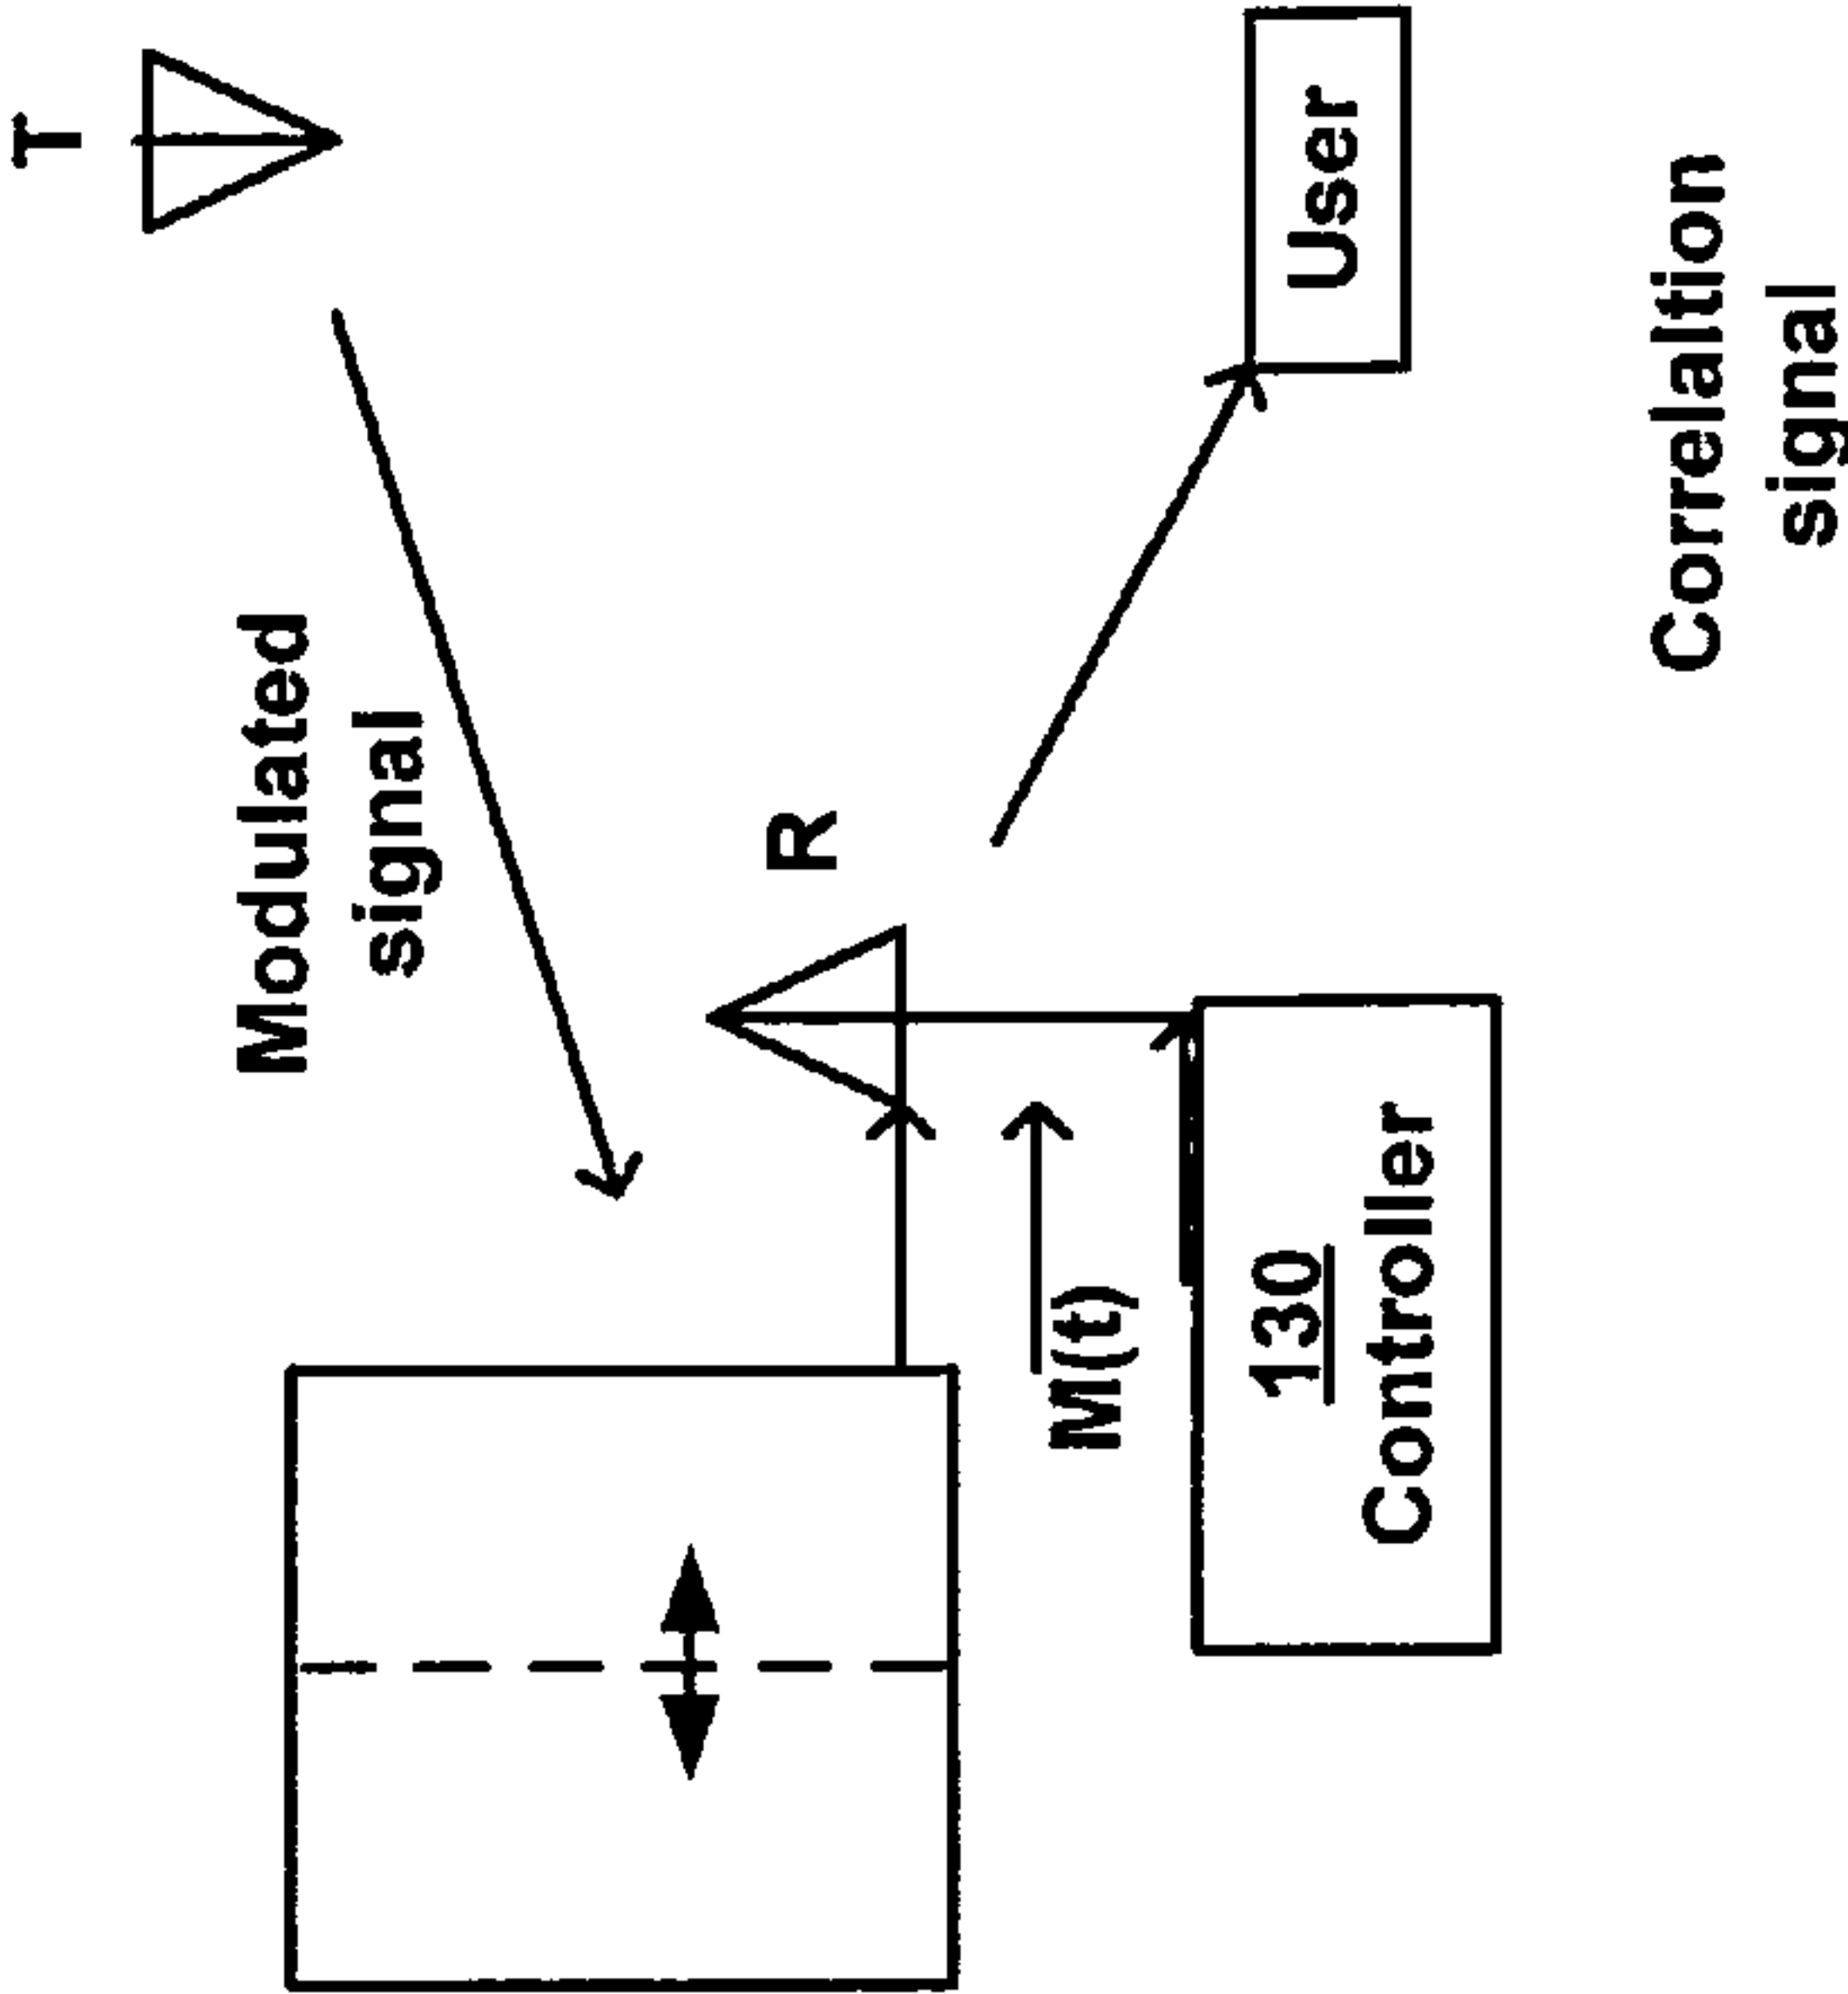 T
Modulated
signal
R
User
M(t)
130
Controller
Correlaltion
signal